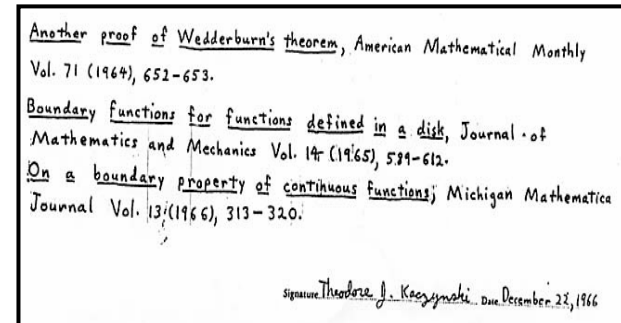 Another proof of Wedderburn's theorem, American Mathematical Monthly
Vol. 71 (1964), 652-653.
Boundary functions for functions defined in a disk, Journal of
Mathematics and Mechanics Vol. 14 (1965), 589-612.
On a boundary property of continuous functions, Michigan Mathematica
Journal Vol. 13 (1966), 313-320.
Signature Theodore J. Kaczynski Date December 22, 1966